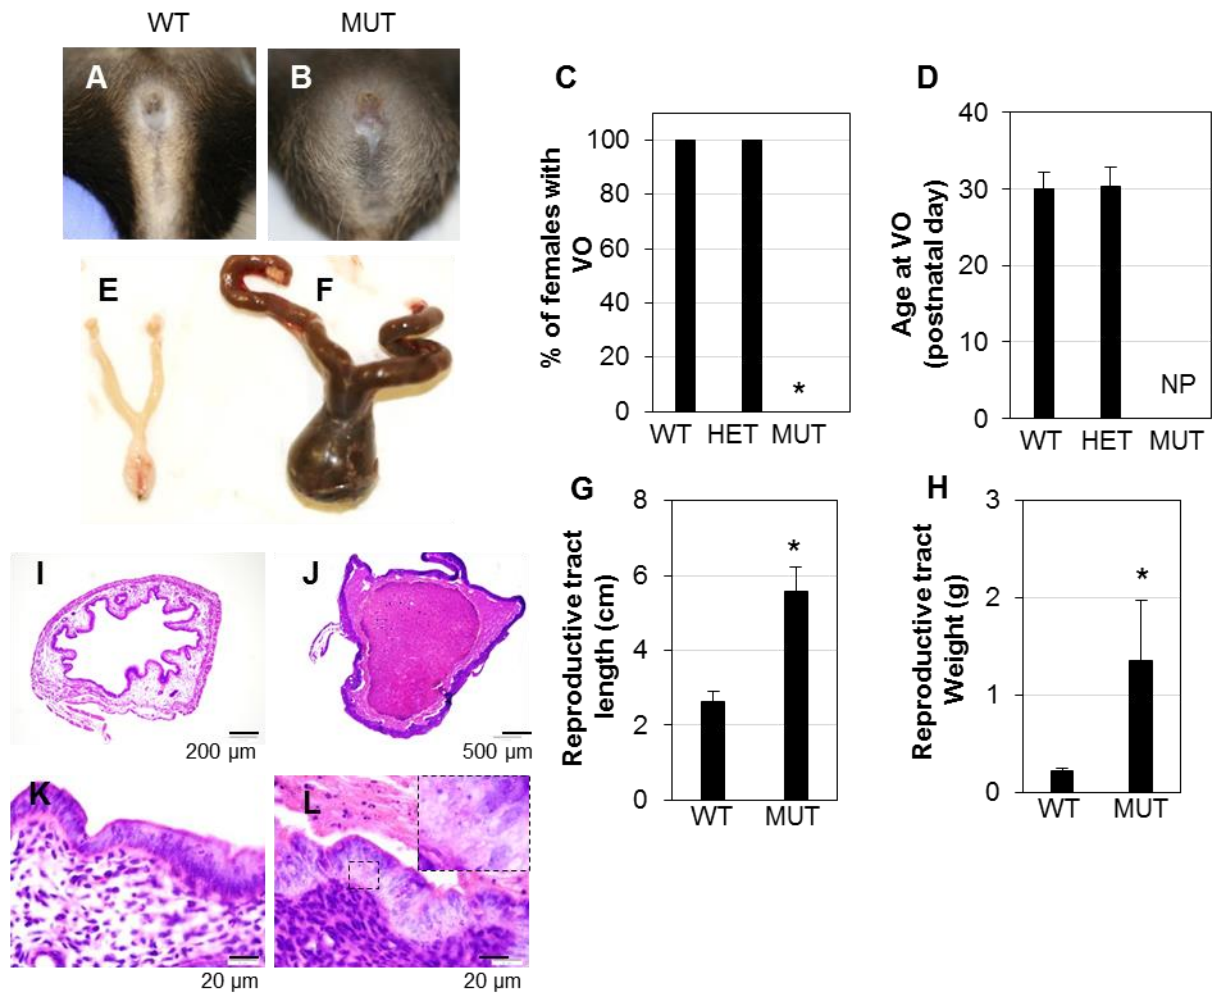 WT MUT
A B
C
% of females with
VO
100
80
60
40
20
0
*
WT HET MUT
D
Age at VO
(postnatal day)
40
30
20
10
0
NP
WT HET MUT
E F
G
Reproductive tract
length (cm)
8
6
4
2
0
*
WT MUT
H
Reproductive tract
Weight (g)
3
2
1
0
*
WT MUT
I J
200 µm 500 µm
K L
20 µm 20 µm